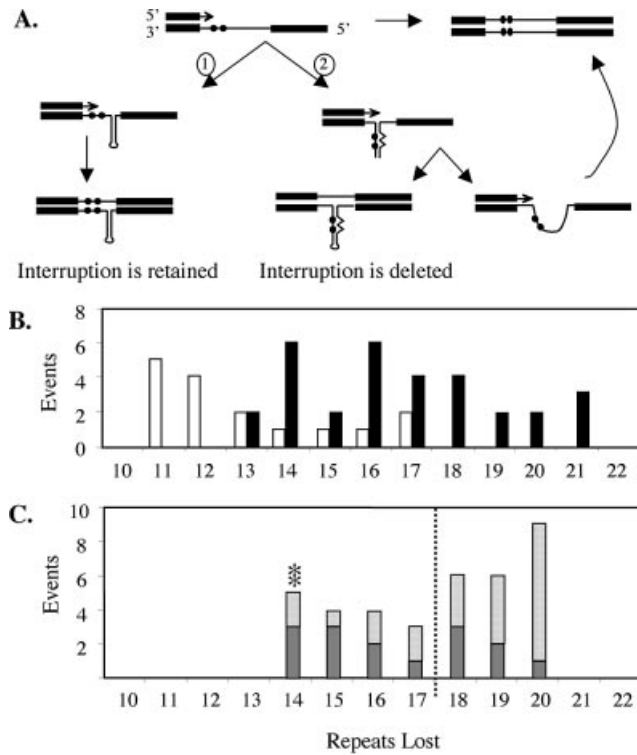 A.
5'
3'
5'
1
2
Interruption is retained
Interruption is deleted
B.
Events
8
6
4
2
0
10 11 12 13 14 15 16 17 18 19 20 21 22
C.
Events
10
8
6
4
2
**
10 11 12 13 14 15 16 17 18 19 20 21 22
Repeats Lost